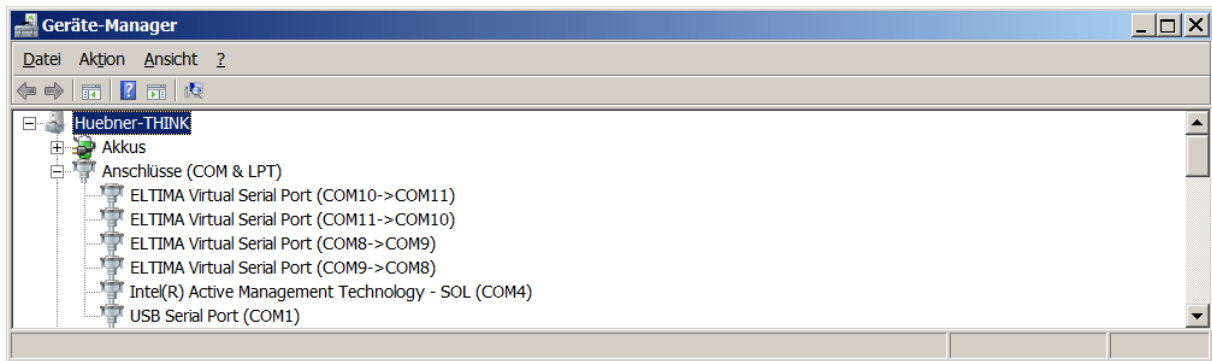 Geräte-Manager
Datei Aktion Ansicht ?
Huebner-THINK
Akkus
Anschlüsse (COM & LPT)
ELTIMA Virtual Serial Port (COM10->COM11)
ELTIMA Virtual Serial Port (COM11->COM10)
ELTIMA Virtual Serial Port (COM8->COM9)
ELTIMA Virtual Serial Port (COM9->COM8)
Intel(R) Active Management Technology - SOL (COM4)
USB Serial Port (COM1)